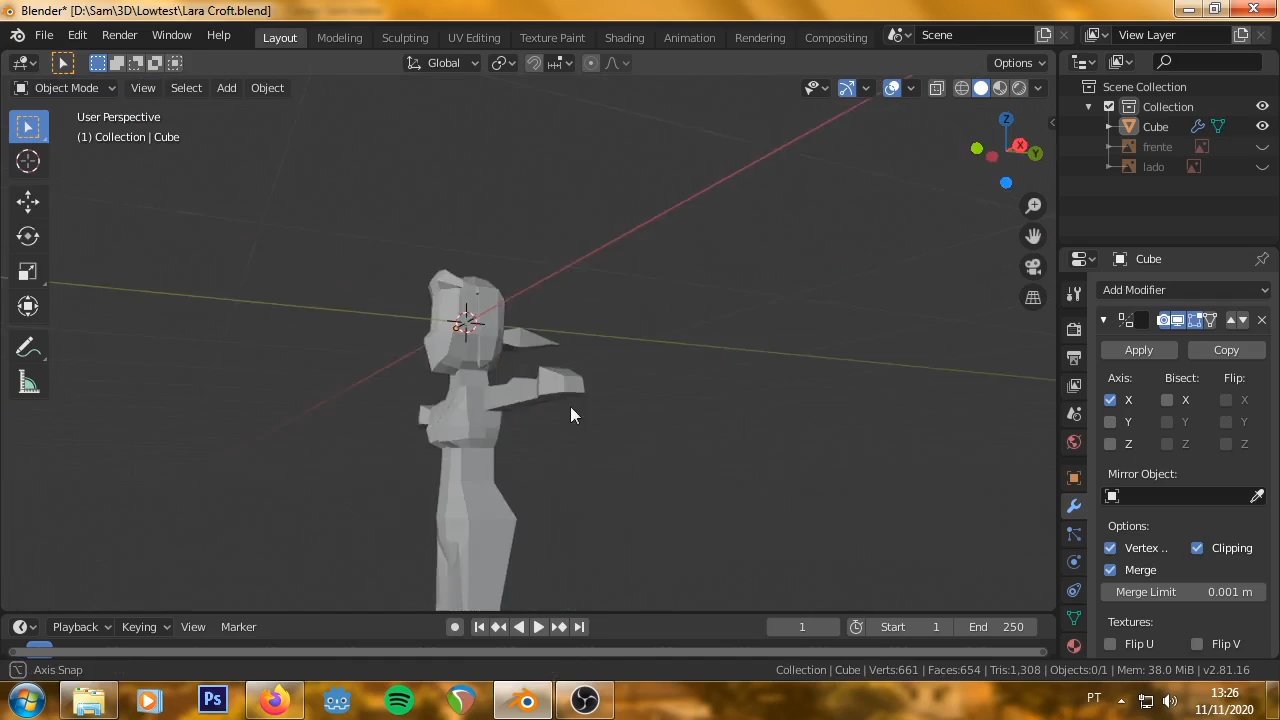 Blender* [D:\Sam\3D\Lowtest\Lara Croft.blend]
File Edit Render Window Help
Layout Modeling Sculpting UV Editing Texture Paint Shading Animation Rendering Compositing
Scene
View Layer
Global
Options
Object Mode View Select Add Object
User Perspective
(1) Collection | Cube
Z
X
Y
Scene Collection
Collection
Cube
frente
lado
Cube
Add Modifier
Apply Copy
Axis: Bisect: Flip:
X X X
Y Y Y
Z Z Z
Mirror Object:
Options:
Vertex .. Clipping
Merge
Merge Limit 0.001 m
Textures:
Flip U Flip V
Playback Keying View Marker
1
Start 1
End 250
Axis Snap
Collection | Cube | Verts:661 | Faces:654 | Tris:1,308 | Objects:0/1 | Mem: 38.0 MiB | v2.81.16
Ps
PT
13:26
11/11/2020